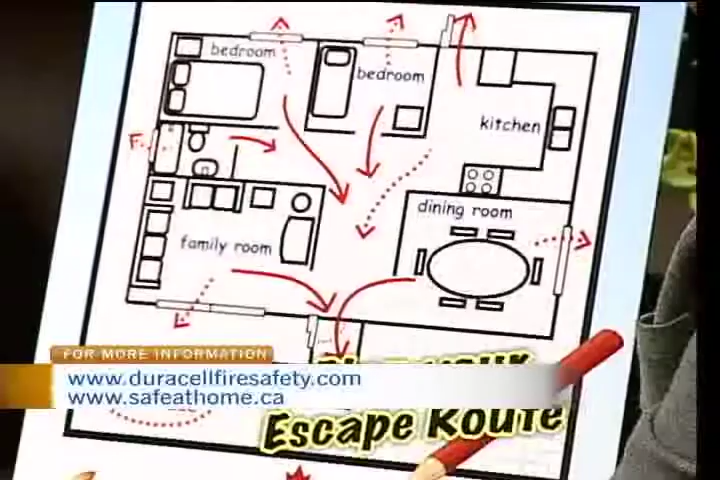 bedroom
bedroom
kitchen
dining room
family room
FOR MORE INFORMATION
www.duracellfiresafety.com
www.safeathome.ca
Escape Route